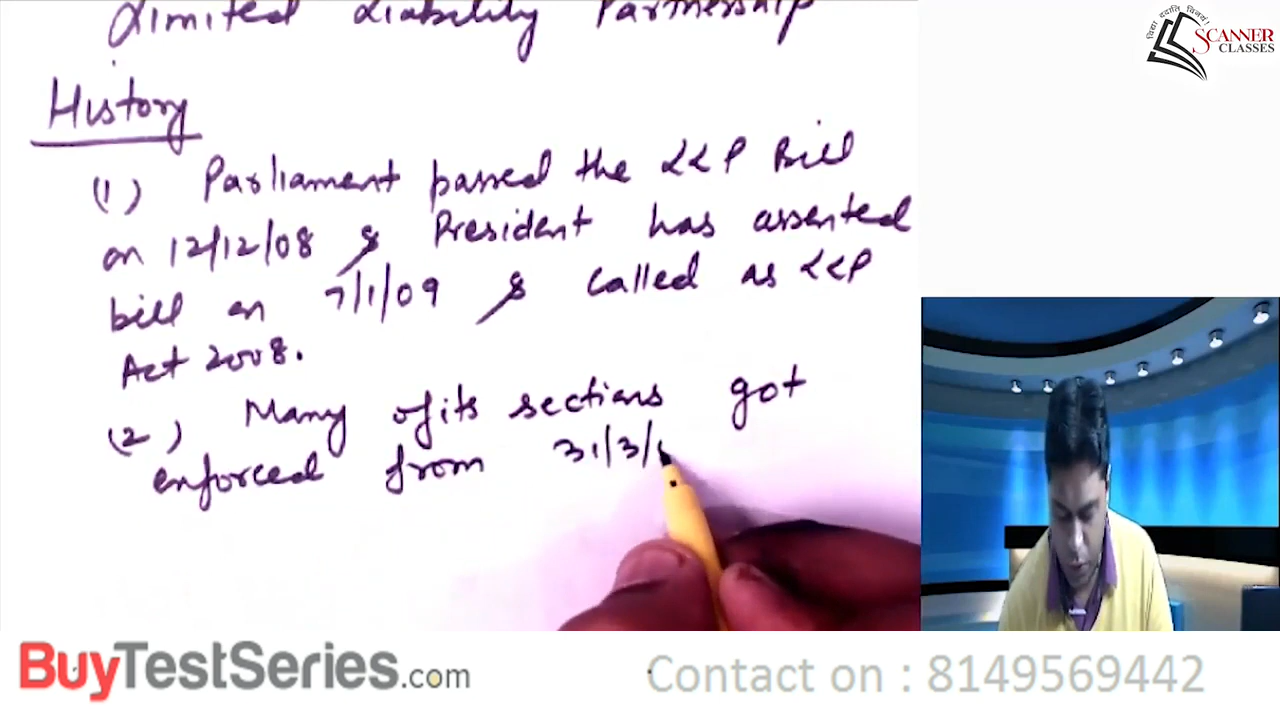 Limited Liability Partnership
History
(1) Parliament passed the LLP Bill
on 12/12/08 & President has assented
bill on 7/1/09 & called as LLP
Act 2008.
(2) Many of its sections got
enforced from 31/3/
विद्या ददाति विनयं!
SCANNER
CLASSES
BuyTestSeries.com
Contact on : 8149569442